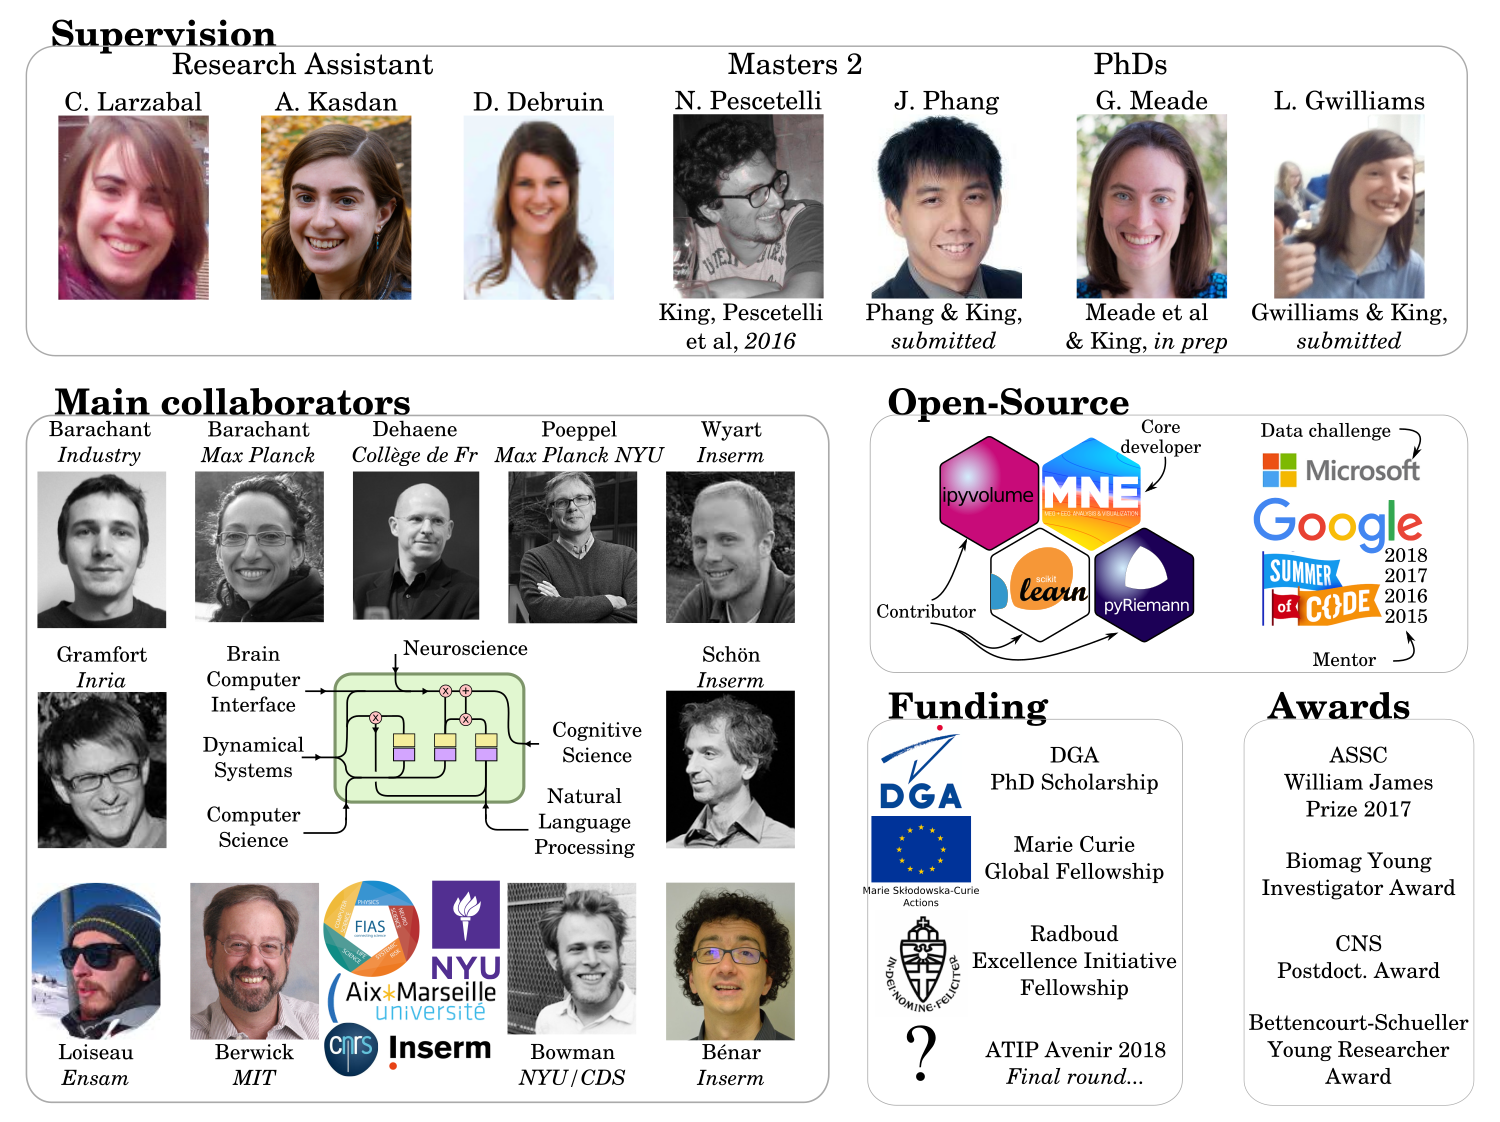 Supervision
Research Assistant
Masters 2
PhDs
C. Larzabal
A. Kasdan
D. Debruin
N. Pescetelli
J. Phang
G. Meade
L. Gwilliams
King, Pescetelli
et al, 2016
Phang & King,
submitted
Meade et al
& King, in prep
Gwilliams & King,
submitted
Main collaborators
Barachant
Industry
Barachant
Max Planck
Dehaene
Collège de Fr
Poeppel
Max Planck NYU
Wyart
Inserm
Gramfort
Inria
Brain
Computer
Interface
Neuroscience
Dynamical
Systems
Computer
Science
Cognitive
Science
Natural
Language
Processing
x
+
x
x
Schön
Inserm
Loiseau
Ensam
Berwick
MIT
FIAS
PHYSICS
NYU
Aix*Marseille
université
cnrs
Inserm
Bowman
NYU/CDS
Bénar
Inserm
Open-Source
Core
developer
ipyvolume
MNE
MEG + EEG ANALYSIS & VISUALIZATION
scikit
learn
pyRiemann
Contributor
Data challenge
Microsoft
Google
SUMMER
of CODE
2018
2017
2016
2015
Mentor
Funding
DGA
DGA
PhD Scholarship
Marie Skłodowska-Curie
Actions
Marie Curie
Global Fellowship
IN·DEI·NOMINE·FELICITER
Radboud
Excellence Initiative
Fellowship
?
ATIP Avenir 2018
Final round...
Awards
ASSC
William James
Prize 2017
Biomag Young
Investigator Award
CNS
Postdoct. Award
Bettencourt-Schueller
Young Researcher
Award